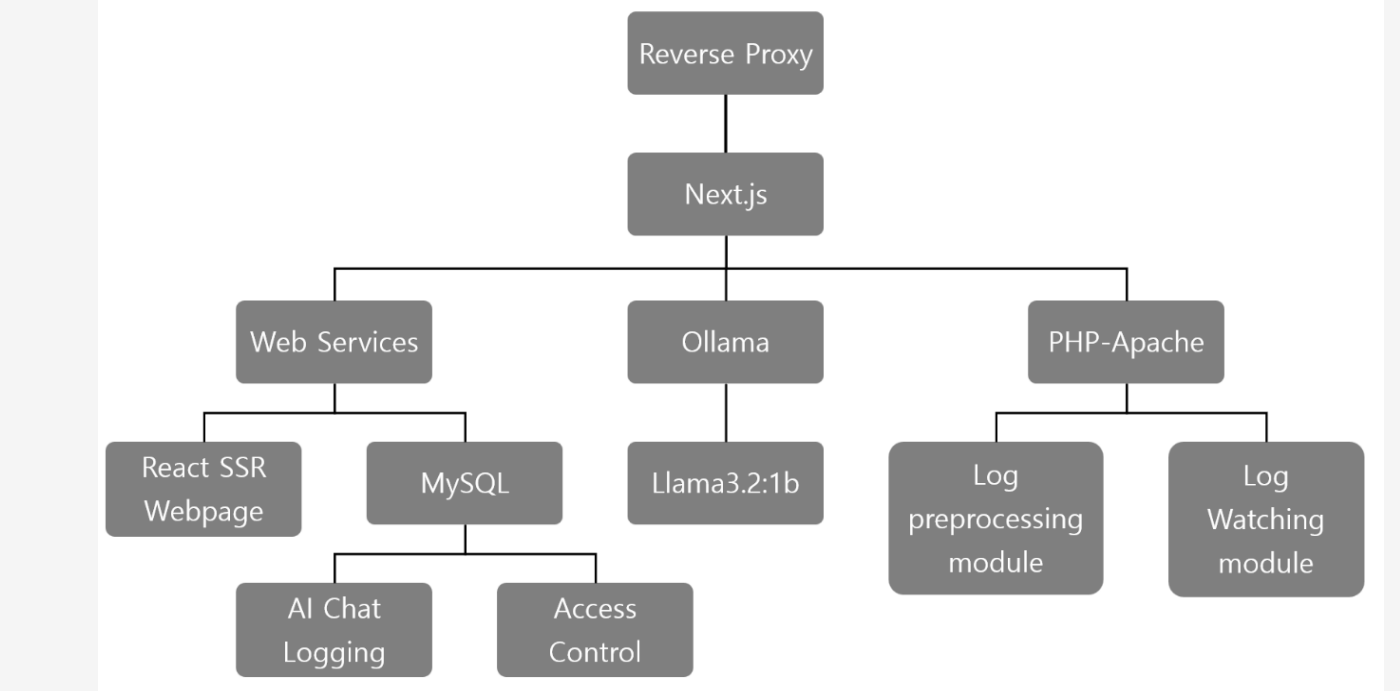 Reverse Proxy
Next.js
Web Services
Ollama
PHP-Apache
React SSR
Webpage
MySQL
Llama3.2:1b
Log
preprocessing
module
Log
Watching
module
AI Chat
Logging
Access
Control